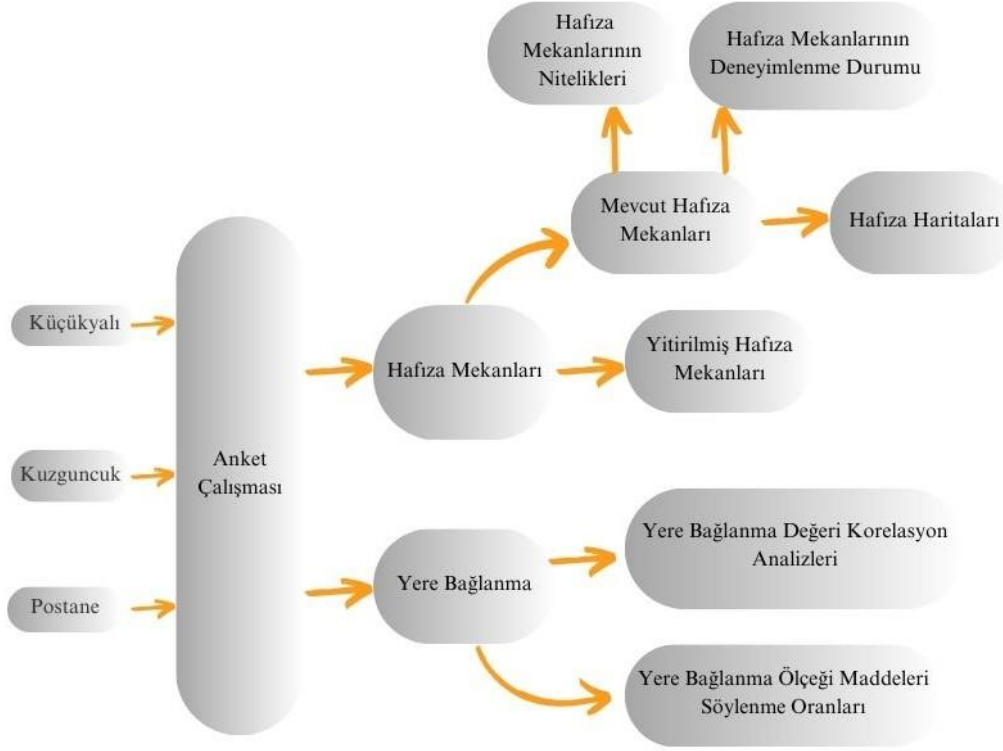 Hafıza
Mekanlarının
Nitelikleri
Hafıza Mekanlarının
Deneyimlenme Durumu
Mevcut Hafıza
Mekanları
Hafıza Haritaları
Küçükyalı
Kuzguncuk
Postane
Anket
Çalışması
Hafıza Mekanları
Yitirilmiş Hafıza
Mekanları
Yere Bağlanma
Yere Bağlanma Değeri Korelasyon
Analizleri
Yere Bağlanma Ölçeği Maddeleri
Söylenme Oranları